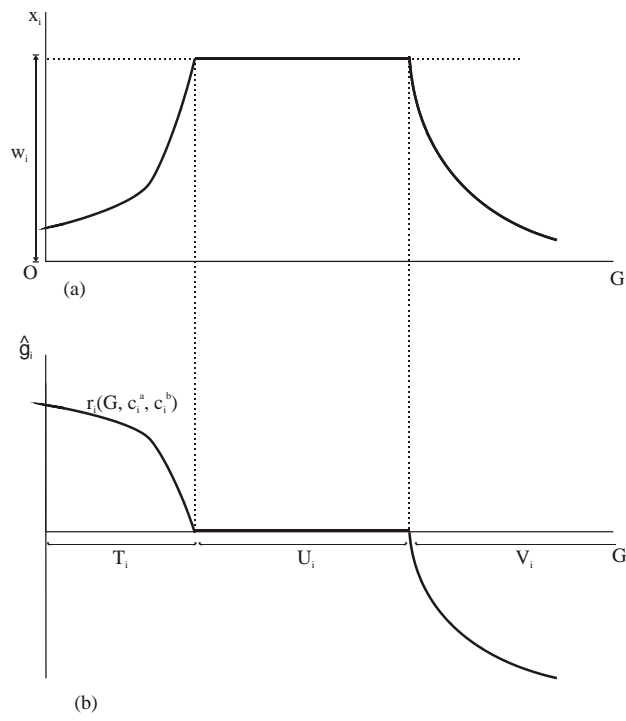 xᵢ
wᵢ
O G
(a)
ĝᵢ
rᵢ(G, cᵢᵃ, cᵢᵇ)
Tᵢ Uᵢ Vᵢ G
(b)